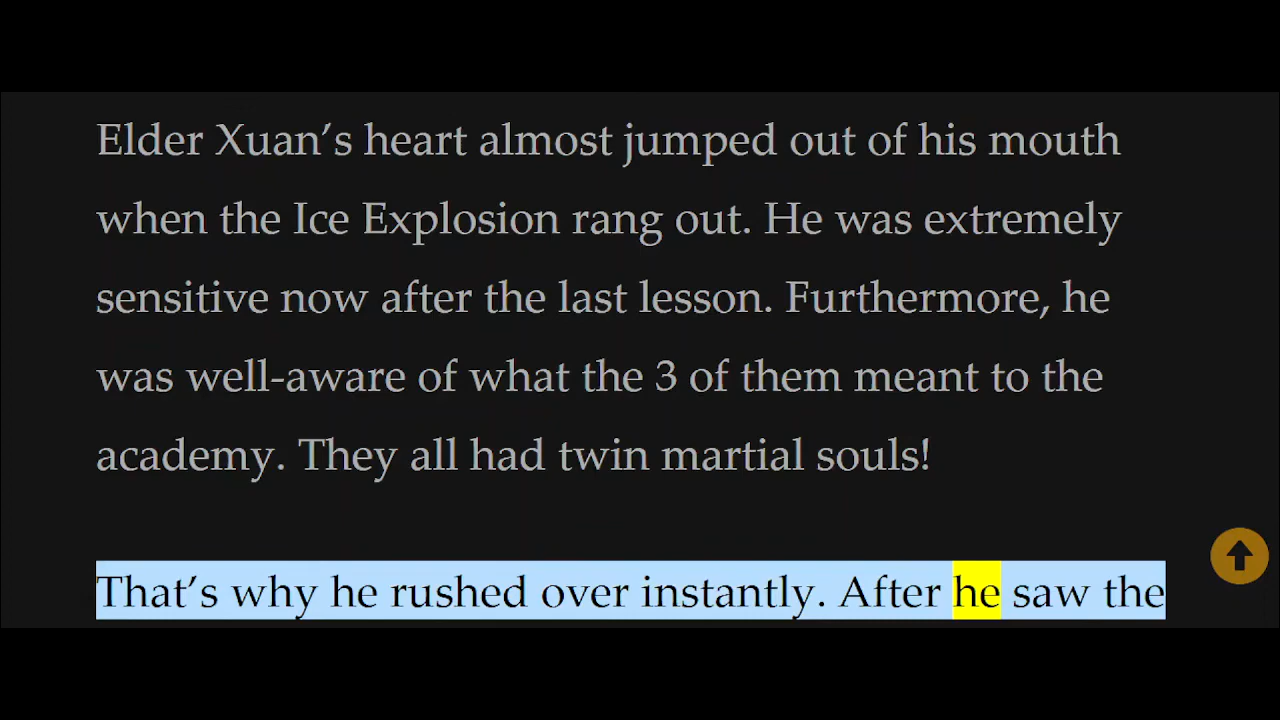 Elder Xuan’s heart almost jumped out of his mouth
when the Ice Explosion rang out. He was extremely
sensitive now after the last lesson. Furthermore, he
was well-aware of what the 3 of them meant to the
academy. They all had twin martial souls!
That’s why he rushed over instantly. After he saw the